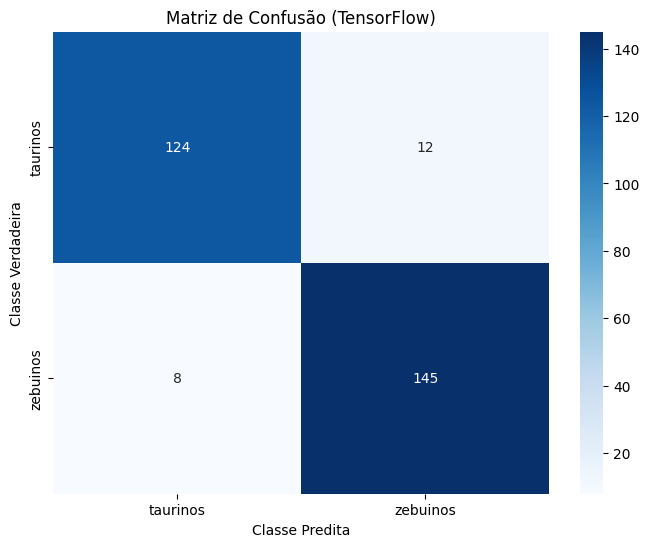 Matriz de Confusão (TensorFlow)
Classe Verdadeira
taurinos
124
12
zebuinos
8
145
taurinos
zebuinos
Classe Predita
140
120
100
80
60
40
20